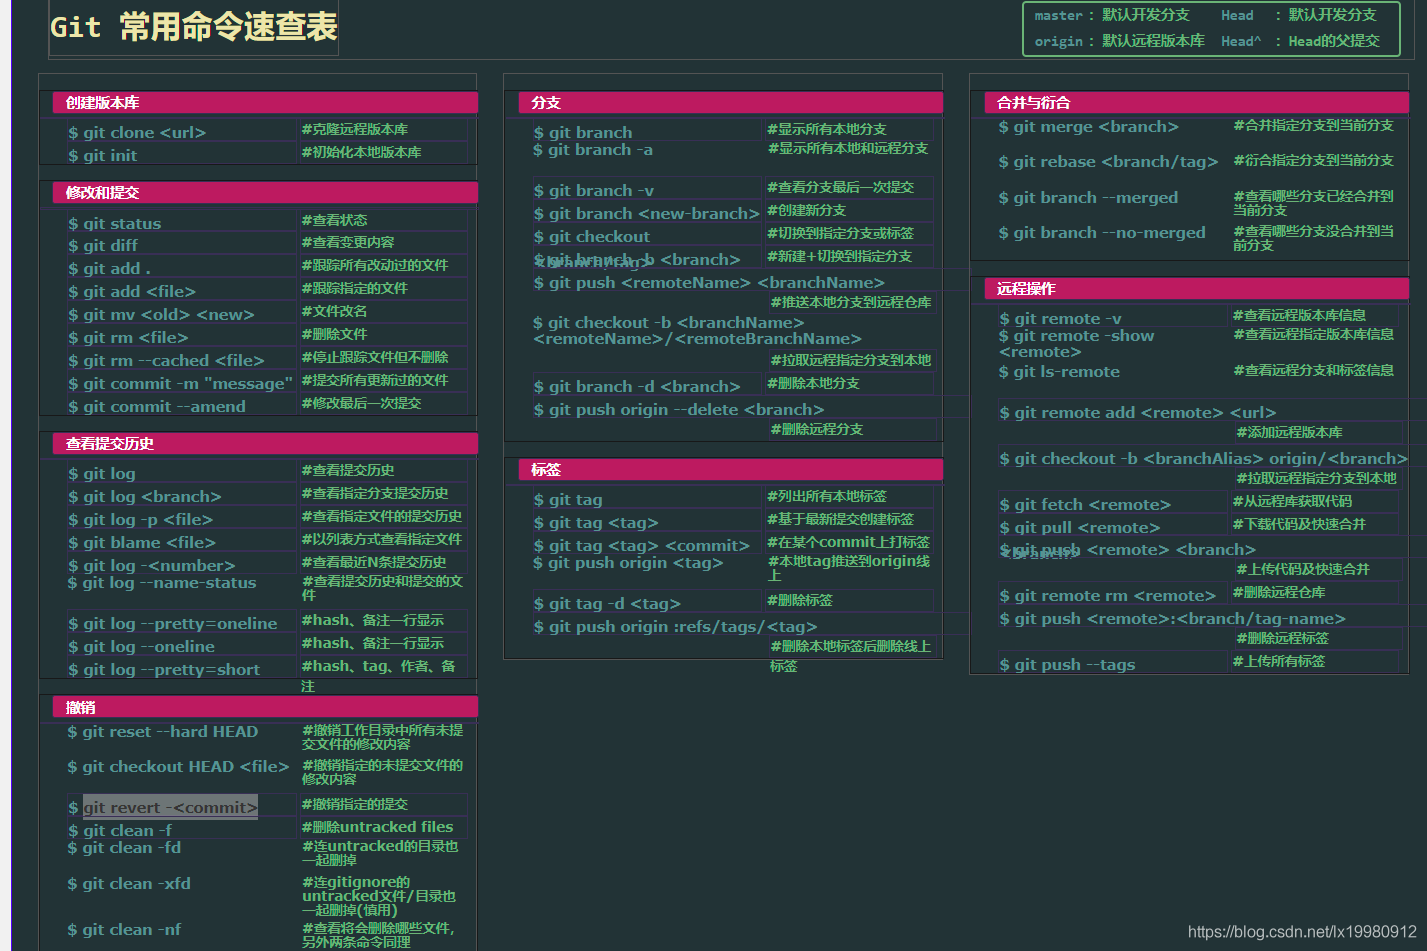 Git 常用命令速查表
master : 默认开发分支 Head : 默认开发分支
origin : 默认远程版本库 Head^ : Head的父提交
创建版本库
$ git clone <url> #克隆远程版本库
$ git init #初始化本地版本库
修改和提交
$ git status #查看状态
$ git diff #查看变更内容
$ git add . #跟踪所有改动过的文件
$ git add <file> #跟踪指定的文件
$ git mv <old> <new> #文件改名
$ git rm <file> #删除文件
$ git rm --cached <file> #停止跟踪文件但不删除
$ git commit -m "message" #提交所有更新过的文件
$ git commit --amend #修改最后一次提交
查看提交历史
$ git log #查看提交历史
$ git log <branch> #查看指定分支提交历史
$ git log -p <file> #查看指定文件的提交历史
$ git blame <file> #以列表方式查看指定文件
$ git log -<number> #查看最近N条提交历史
$ git log --name-status #查看提交历史和提交的文
件
$ git log --pretty=oneline #hash、备注一行显示
$ git log --oneline #hash、备注一行显示
$ git log --pretty=short #hash、tag、作者、备
注
撤销
$ git reset --hard HEAD #撤销工作目录中所有未提
交文件的修改内容
$ git checkout HEAD <file> #撤销指定的未提交文件的
修改内容
$ git revert -<commit> #撤销指定的提交
$ git clean -f #删除untracked files
$ git clean -fd #连untracked的目录也
一起删掉
$ git clean -xfd #连gitignore的
untracked文件/目录也
一起删掉(慎用)
$ git clean -nf #查看将会删除哪些文件,
另外两条命令同理
分支
$ git branch #显示所有本地分支
$ git branch -a #显示所有本地和远程分支
$ git branch -v #查看分支最后一次提交
$ git branch <new-branch> #创建新分支
$ git checkout #切换到指定分支或标签
<branch/tag>
$ git branch -b <branch> #新建+切换到指定分支
$ git push <remoteName> <branchName>
#推送本地分支到远程仓库
$ git checkout -b <branchName>
<remoteName>/<remoteBranchName>
#拉取远程指定分支到本地
$ git branch -d <branch> #删除本地分支
$ git push origin --delete <branch>
#删除远程分支
标签
$ git tag #列出所有本地标签
$ git tag <tag> #基于最新提交创建标签
$ git tag <tag> <commit> #在某个commit上打标签
$ git push origin <tag> #本地tag推送到origin线
上
$ git tag -d <tag> #删除标签
$ git push origin :refs/tags/<tag>
#删除本地标签后删除线上
标签
合并与衍合
$ git merge <branch> #合并指定分支到当前分支
$ git rebase <branch/tag> #衍合指定分支到当前分支
$ git branch --merged #查看哪些分支已经合并到
当前分支
$ git branch --no-merged #查看哪些分支没合并到当
前分支
远程操作
$ git remote -v #查看远程版本库信息
$ git remote -show #查看远程指定版本库信息
<remote>
$ git ls-remote #查看远程分支和标签信息
$ git remote add <remote> <url>
#添加远程版本库
$ git checkout -b <branchAlias> origin/<branch>
#拉取远程指定分支到本地
$ git fetch <remote> #从远程库获取代码
$ git pull <remote> #下载代码及快速合并
<branch>
$ git push <remote> <branch>
#上传代码及快速合并
$ git remote rm <remote> #删除远程仓库
$ git push <remote>:<branch/tag-name>
#删除远程标签
$ git push --tags #上传所有标签
https://blog.csdn.net/lx19980912